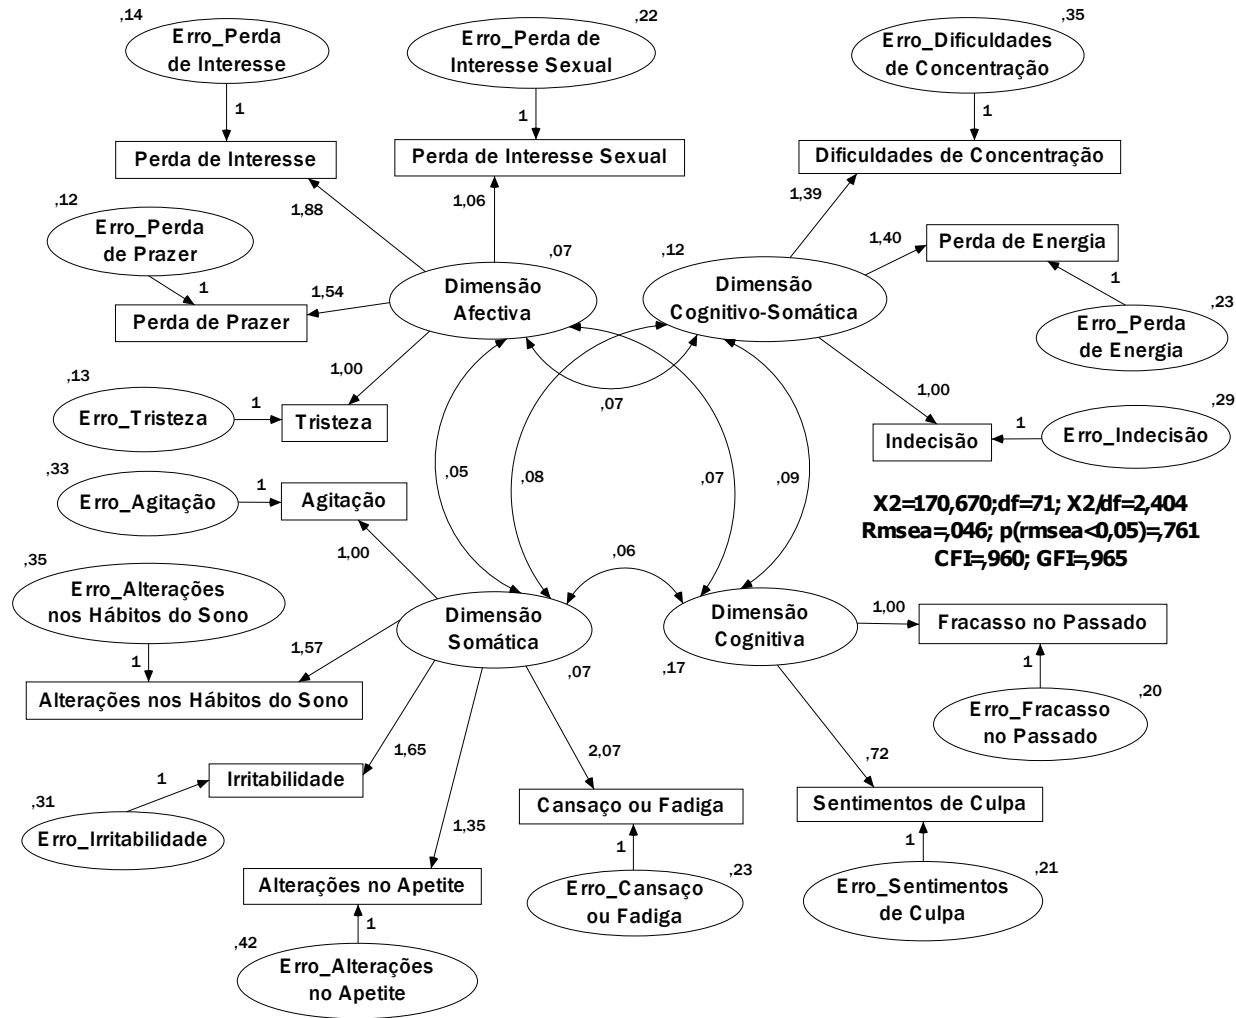 ,14
Erro_Perda
de Interesse
,22
Erro_Perda de
Interesse Sexual
,35
Erro_Dificuldades
de Concentração
1
1
1
Perda de Interesse
Perda de Interesse Sexual
Dificuldades de Concentração
,12
Erro_Perda
de Prazer
1,88
1,06
1,39
1,40
Perda de Energia
1
Perda de Prazer
1,54
,07
Dimensão
Afectiva
,12
Dimensão
Cognitivo-Somática
1
,23
Erro_Perda
de Energia
,13
Erro_Tristeza
1
Tristeza
1,00
,07
1,00
Indecisão
1
,29
Erro_Indecisão
,33
Erro_Agitação
1
Agitação
1,00
,05
,08
,07
,09
X2=170,670;df=71; X2/df=2,404
Rmsea=,046; p(rmsea<0,05)=,761
CFI=,960; GFI=,965
,06
,35
Erro_Alterações
nos Hábitos do Sono
1
Alterações nos Hábitos do Sono
1,57
Dimensão
Somática
,07
Dimensão
Cognitiva
,17
1,00
Fracasso no Passado
1
,20
Erro_Fracasso
no Passado
1,65
2,07
,72
1
Irritabilidade
,31
Erro_Irritabilidade
1,35
Cansaço ou Fadiga
Sentimentos de Culpa
1
1
Alterações no Apetite
Erro_Cansaço
ou Fadiga
,23
Erro_Sentimentos
de Culpa
,21
1
,42
Erro_Alterações
no Apetite